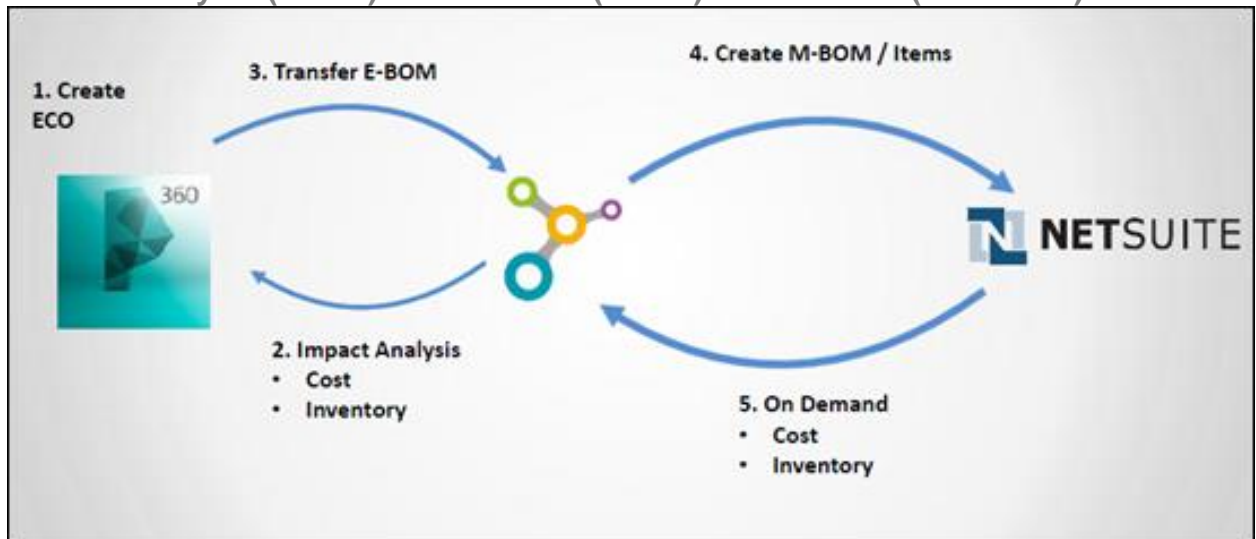 1. Create
ECO
3. Transfer E-BOM
4. Create M-BOM / Items
360
NETSUITE
2. Impact Analysis
• Cost
• Inventory
5. On Demand
• Cost
• Inventory